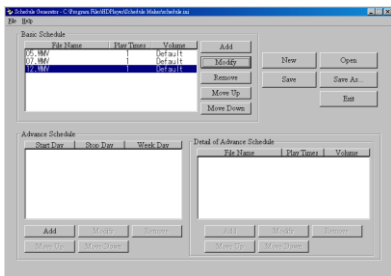 Schedule Generator - C:\Program Files\HDPlayer\Schedule Maker\schedule.ini
File Help
Basic Schedule
File Name Play Times Volume
05.WMV 1 Default
07.WMV 1 Default
12.WMV 1 Default
Add
Modify
Remove
Move Up
Move Down
New Open
Save Save As...
Exit
Advance Schedule
Start Day Stop Day Week Day
Add Modify Remove
Move Up Move Down
Detail of Advance Schedule
File Name Play Times Volume
Add Modify Remove
Move Up Move Down